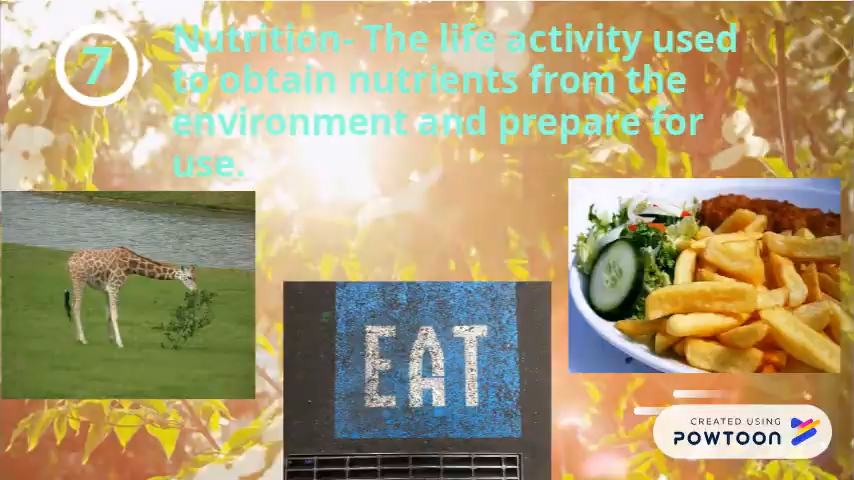 7
Nutrition- The life activity used
to obtain nutrients from the
environment and prepare for
use.
EAT
CREATED USING
POWTOON